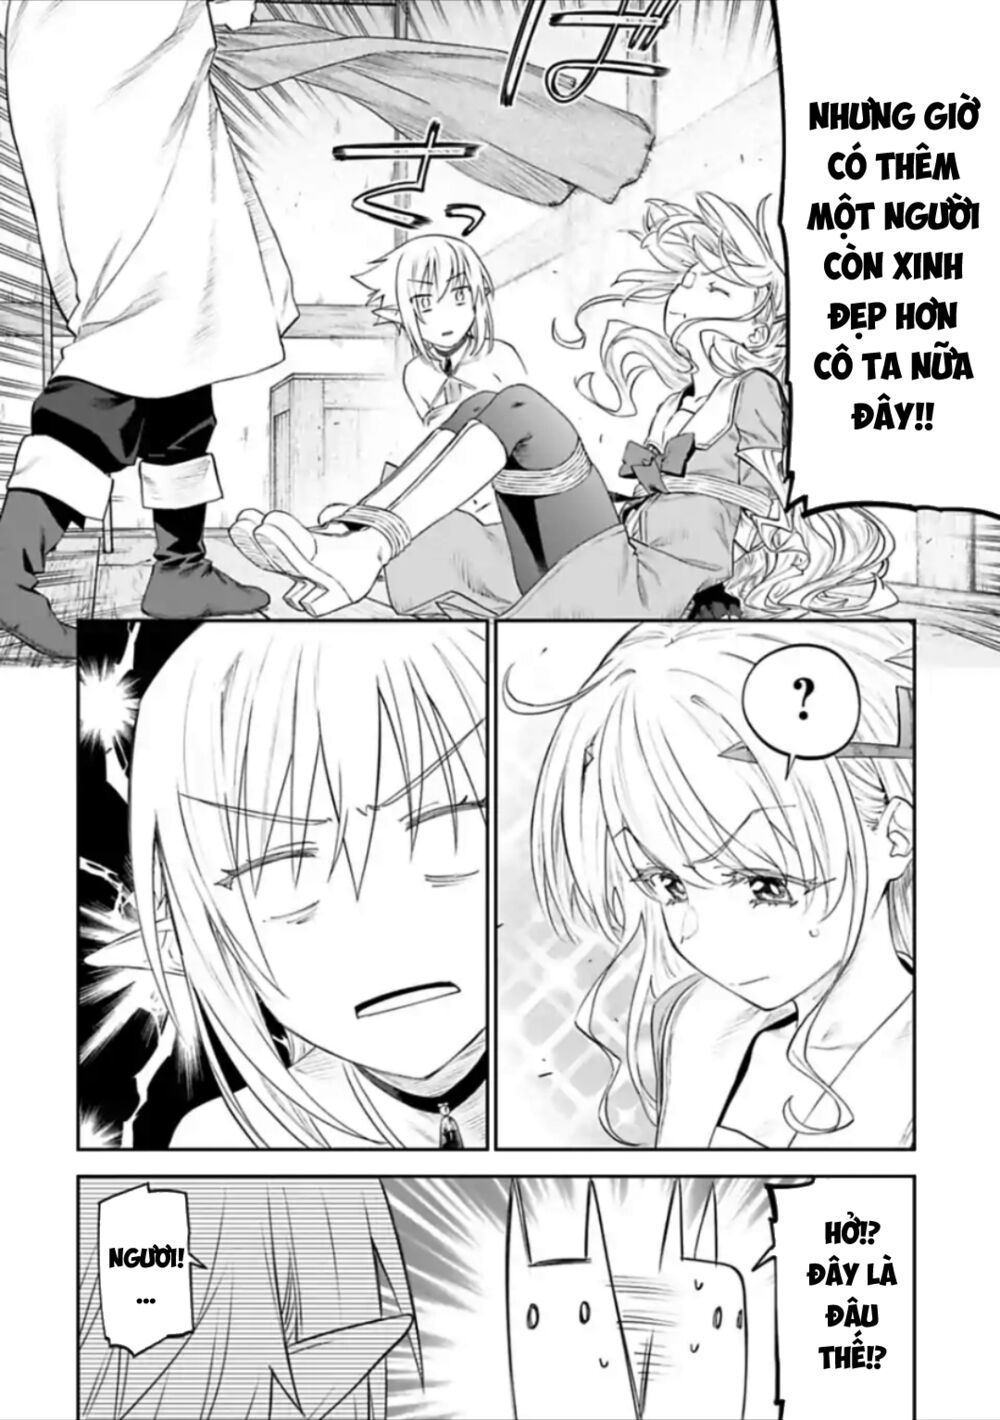 NHƯNG GIỜ
CÓ THÊM
MỘT NGƯỜI
CÒN XINH
ĐẸP HƠN
CÔ TA NỮA
ĐÂY!!
?
HỞ!?
ĐÂY LÀ
ĐÂU
THẾ!?
NGƯƠI!
...